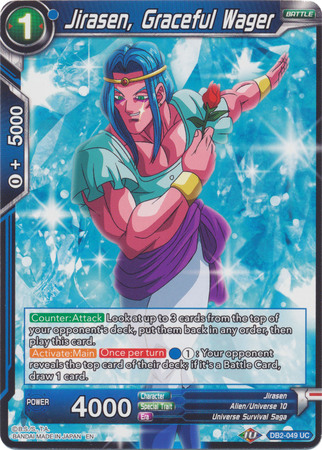 1
Jirasen, Graceful Wager
BATTLE
1 + 5000
Counter:Attack Look at up to 3 cards from the top of
your opponent's deck, put them back in any order, then
play this card.
Activate:Main Once per turn 1 : Your opponent
reveals the top card of their deck; if it's a Battle Card,
draw 1 card.
POWER 4000
Character Jirasen
Special Trait Alien/Universe 10
Era Universe Survival Saga
©B.S./S., T.A.
BANDAI MADE IN JAPAN EN
DB2-049 UC